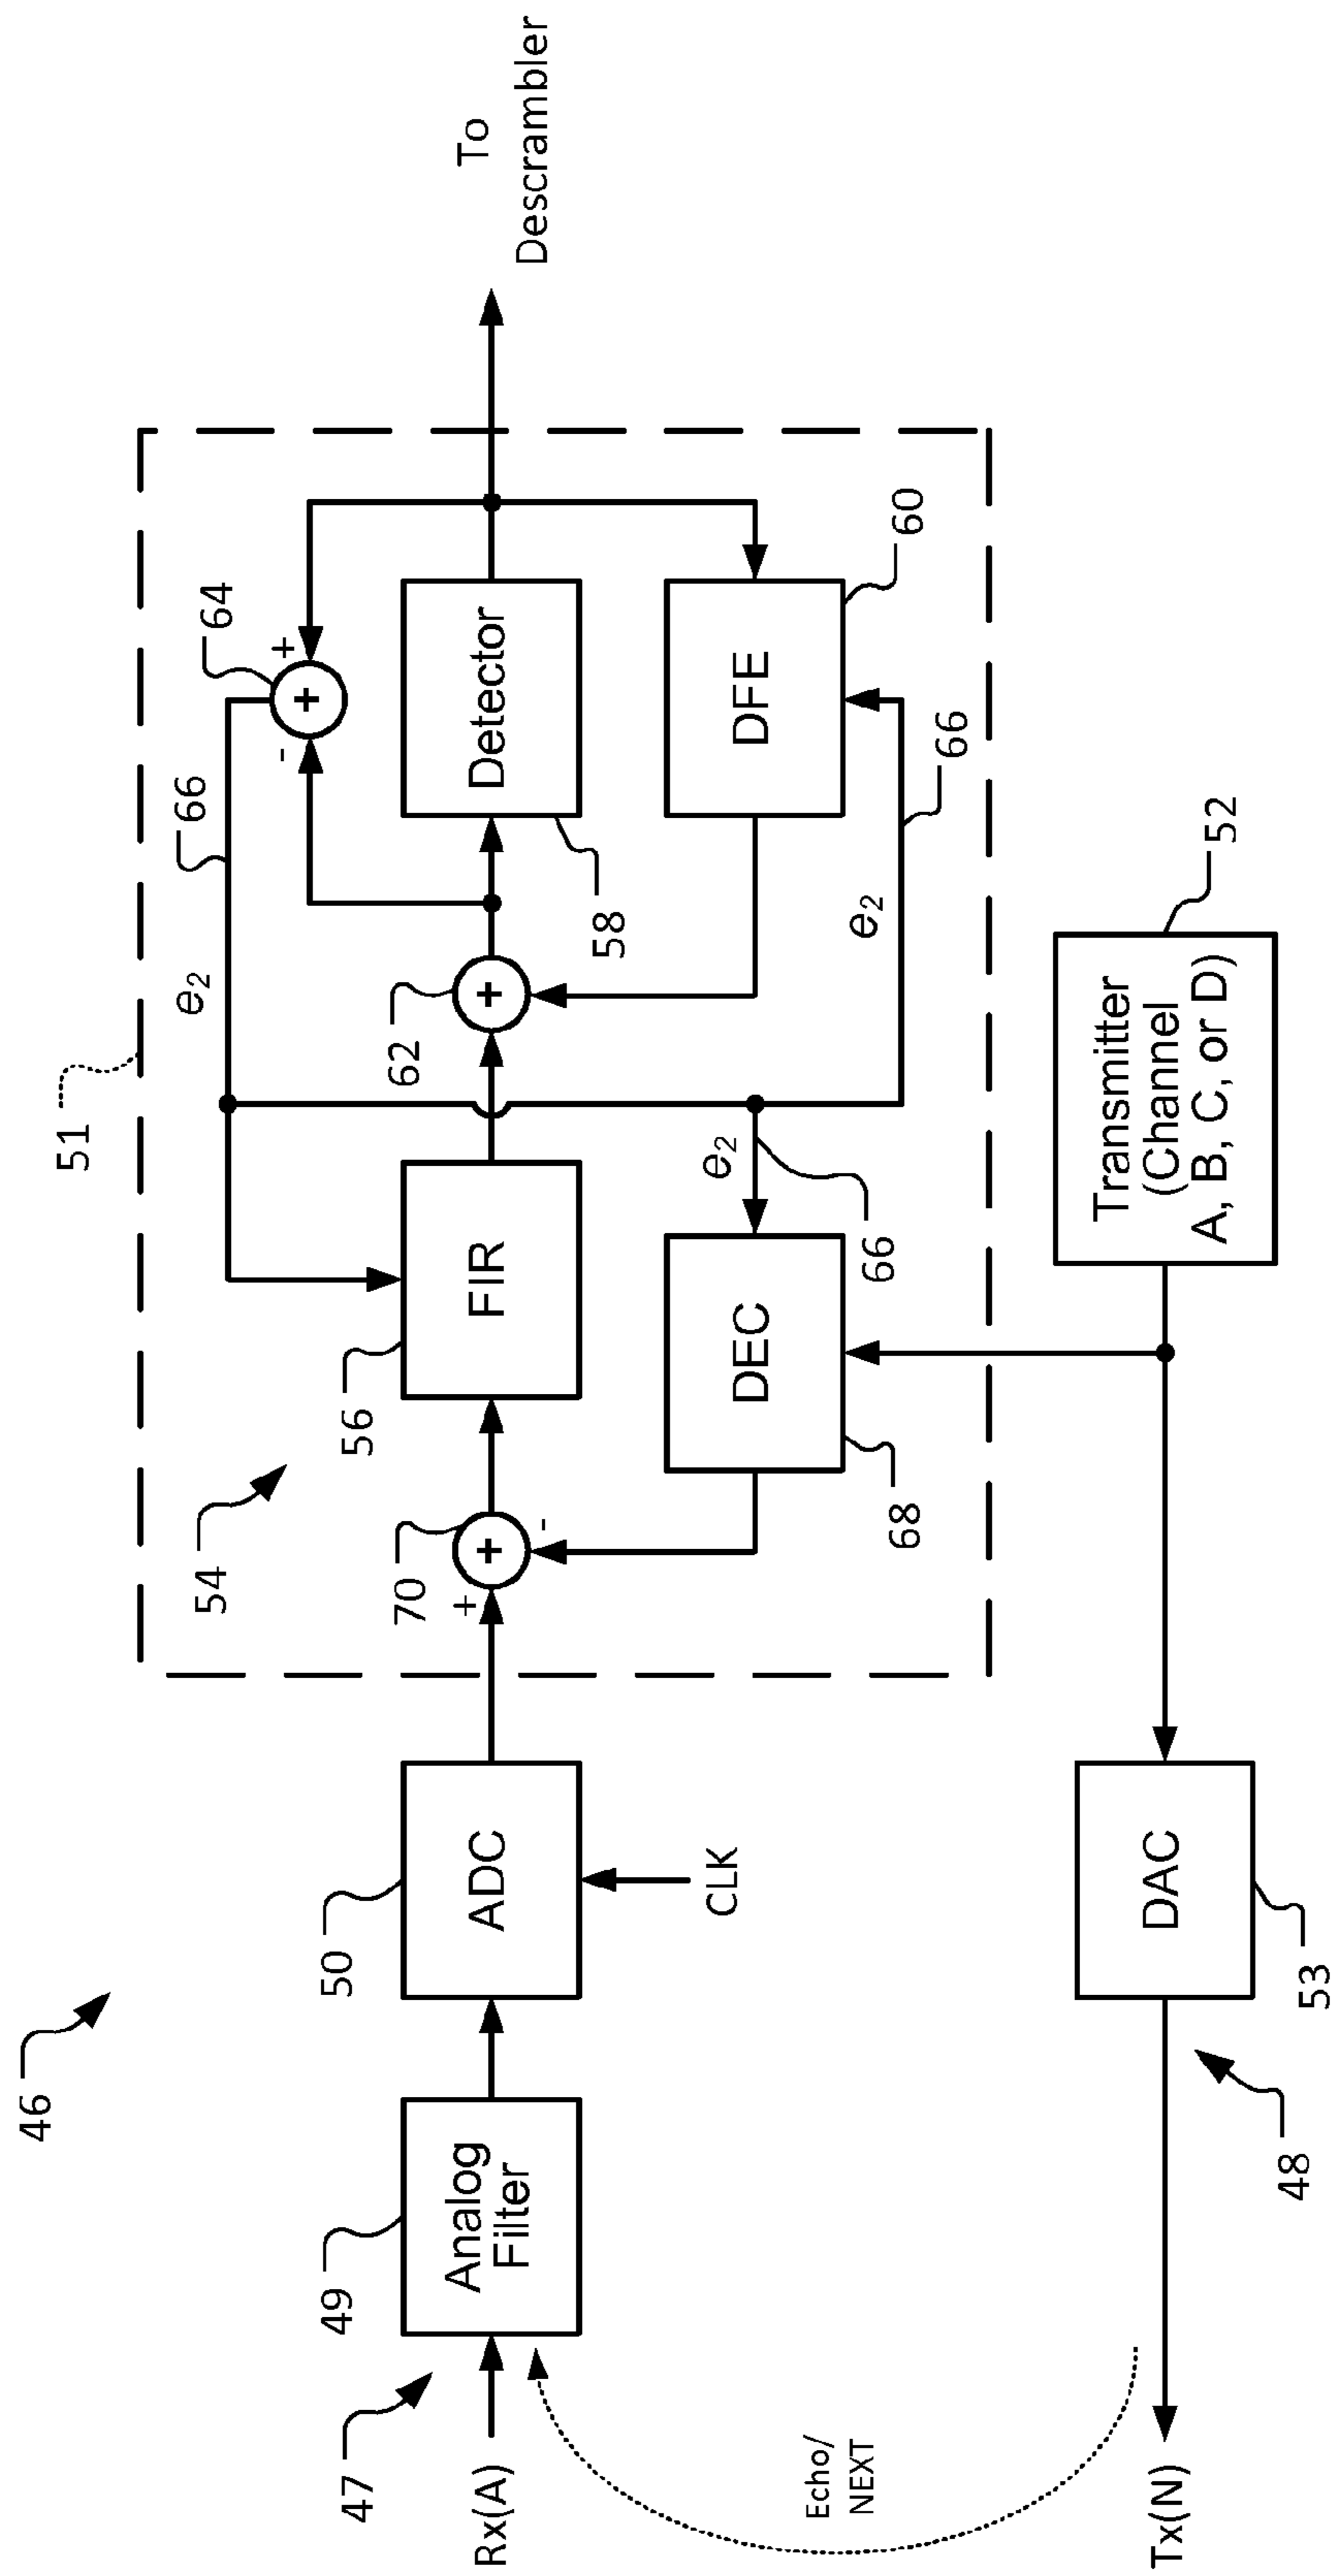 46
51
54
66
e2
64
+
-
+
47
49
50
70
56
62
Rx(A)
Analog
Filter
ADC
+
+
-
FIR
+
Detector
To
Descrambler
58
CLK
e2
DEC
68
66
DFE
60
e2
66
Echo/
NEXT
Tx(N)
DAC
Transmitter
(Channel
A, B, C, or D)
52
48
53